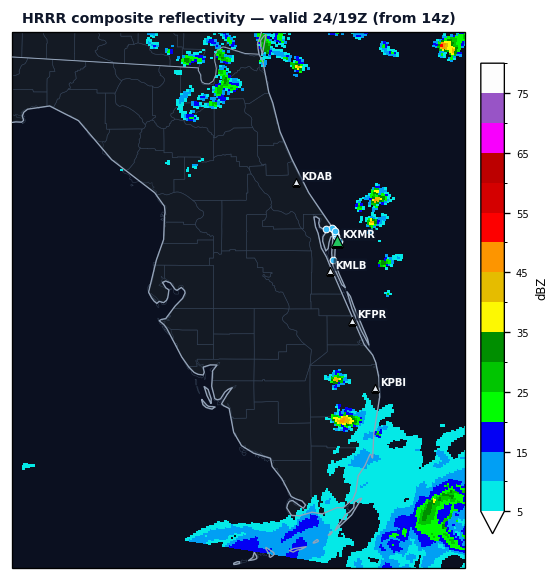 HRRR composite reflectivity — valid 24/19Z (from 14z)
KDAB
KXMR
KMLB
KFPR
KPBI
75
65
55
45
35
25
15
5
dBZ